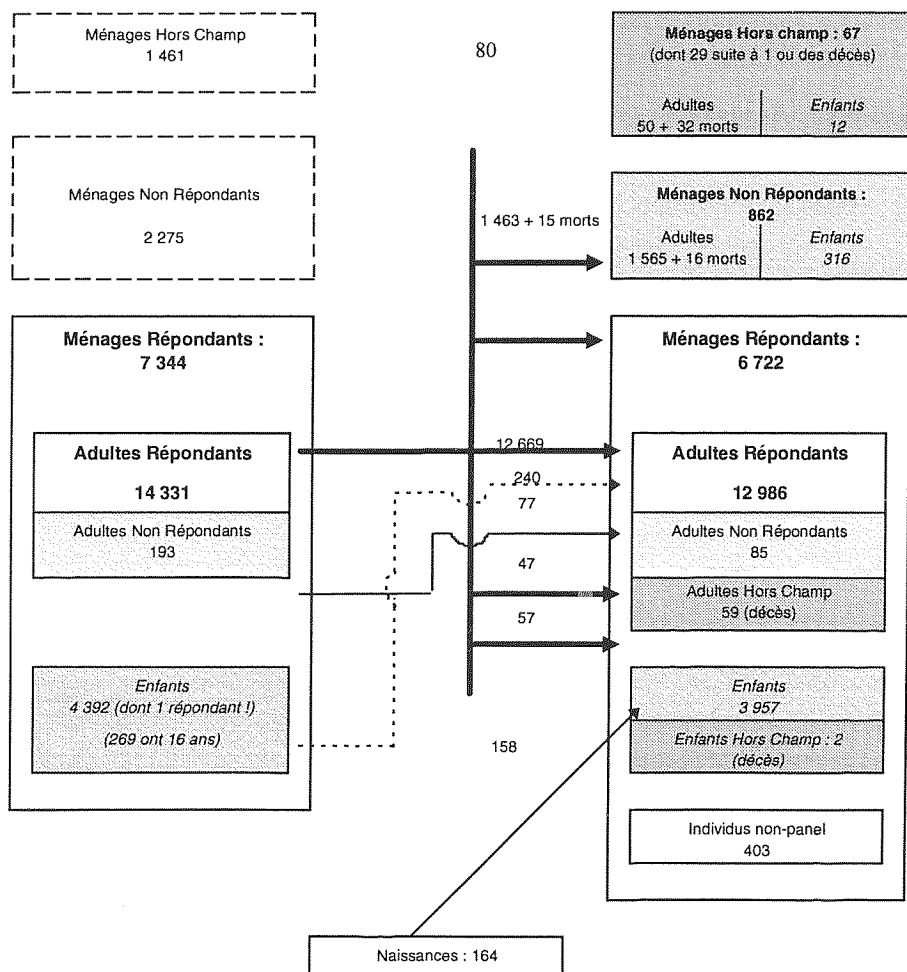 Ménages Hors Champ
1 461
Ménages Non Répondants
2 275
Ménages Répondants :
7 344
Adultes Répondants
14 331
Adultes Non Répondants
193
Enfants
4 392 (dont 1 répondant !)
(269 ont 16 ans)
80
1 463 + 15 morts
12 669
240
77
47
57
158
Ménages Hors champ : 67
(dont 29 suite à 1 ou des décès)
Adultes
50 + 32 morts
Enfants
12
Ménages Non Répondants :
862
Adultes
1 565 + 16 morts
Enfants
316
Ménages Répondants :
6 722
Adultes Répondants
12 986
Adultes Non Répondants
85
Adultes Hors Champ
59 (décès)
Enfants
3 957
Enfants Hors Champ : 2
(décès)
Individus non-panel
403
Naissances : 164